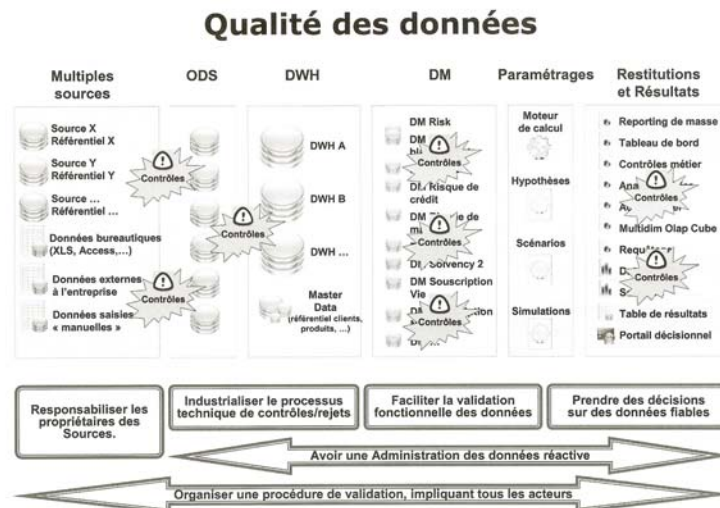 Qualité des données
Multiples
sources
ODS
DWH
DM
Paramétrages
Restitutions
et Résultats
Source X
Référentiel X
Source Y
Référentiel Y
Source ...
Référentiel ...
Données bureautiques
(XLS, Access,...)
Données externes
à l'entreprise
Données saisies
« manuelles »
Contrôles
Contrôles
Contrôles
DWH A
DWH B
DWH ...
Master
Data
(référentiel clients,
produits, ...)
DM Risk
DM
Contrôles
DM Risque de
crédit
DM
de
Contrôles
DM Solvency 2
DM Souscription
Vie
Contrôles
Moteur
de calcul
Hypothèses
Scénarios
Simulations
Reporting de masse
Tableau de bord
Contrôles métier
Contrôles
Multidim Olap Cube
Contrôles
Table de résultats
Portail décisionnel
Responsabiliser les
propriétaires des
Sources.
Industrialiser le processus
technique de contrôles/rejets
Faciliter la validation
fonctionnelle des données
Prendre des décisions
sur des données fiables
Avoir une Administration des données réactive
Organiser une procédure de validation, impliquant tous les acteurs